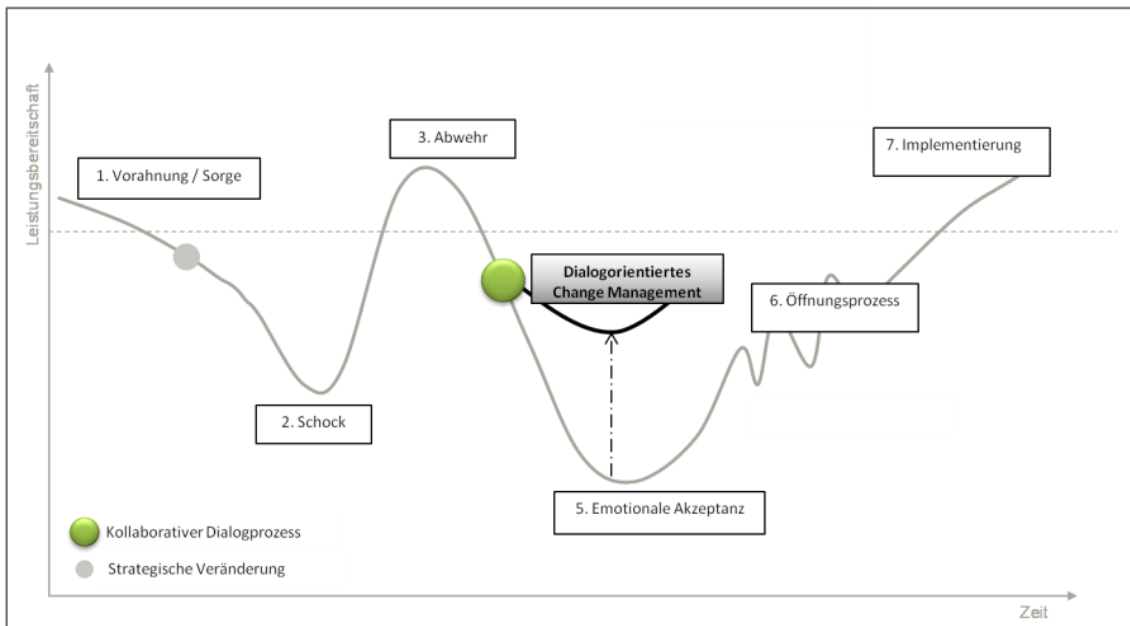 Leistungsbereitschaft
1. Vorahnung / Sorge
2. Schock
3. Abwehr
Dialogorientiertes
Change Management
5. Emotionale Akzeptanz
6. Öffnungsprozess
7. Implementierung
Kollaborativer Dialogprozess
Strategische Veränderung
Zeit